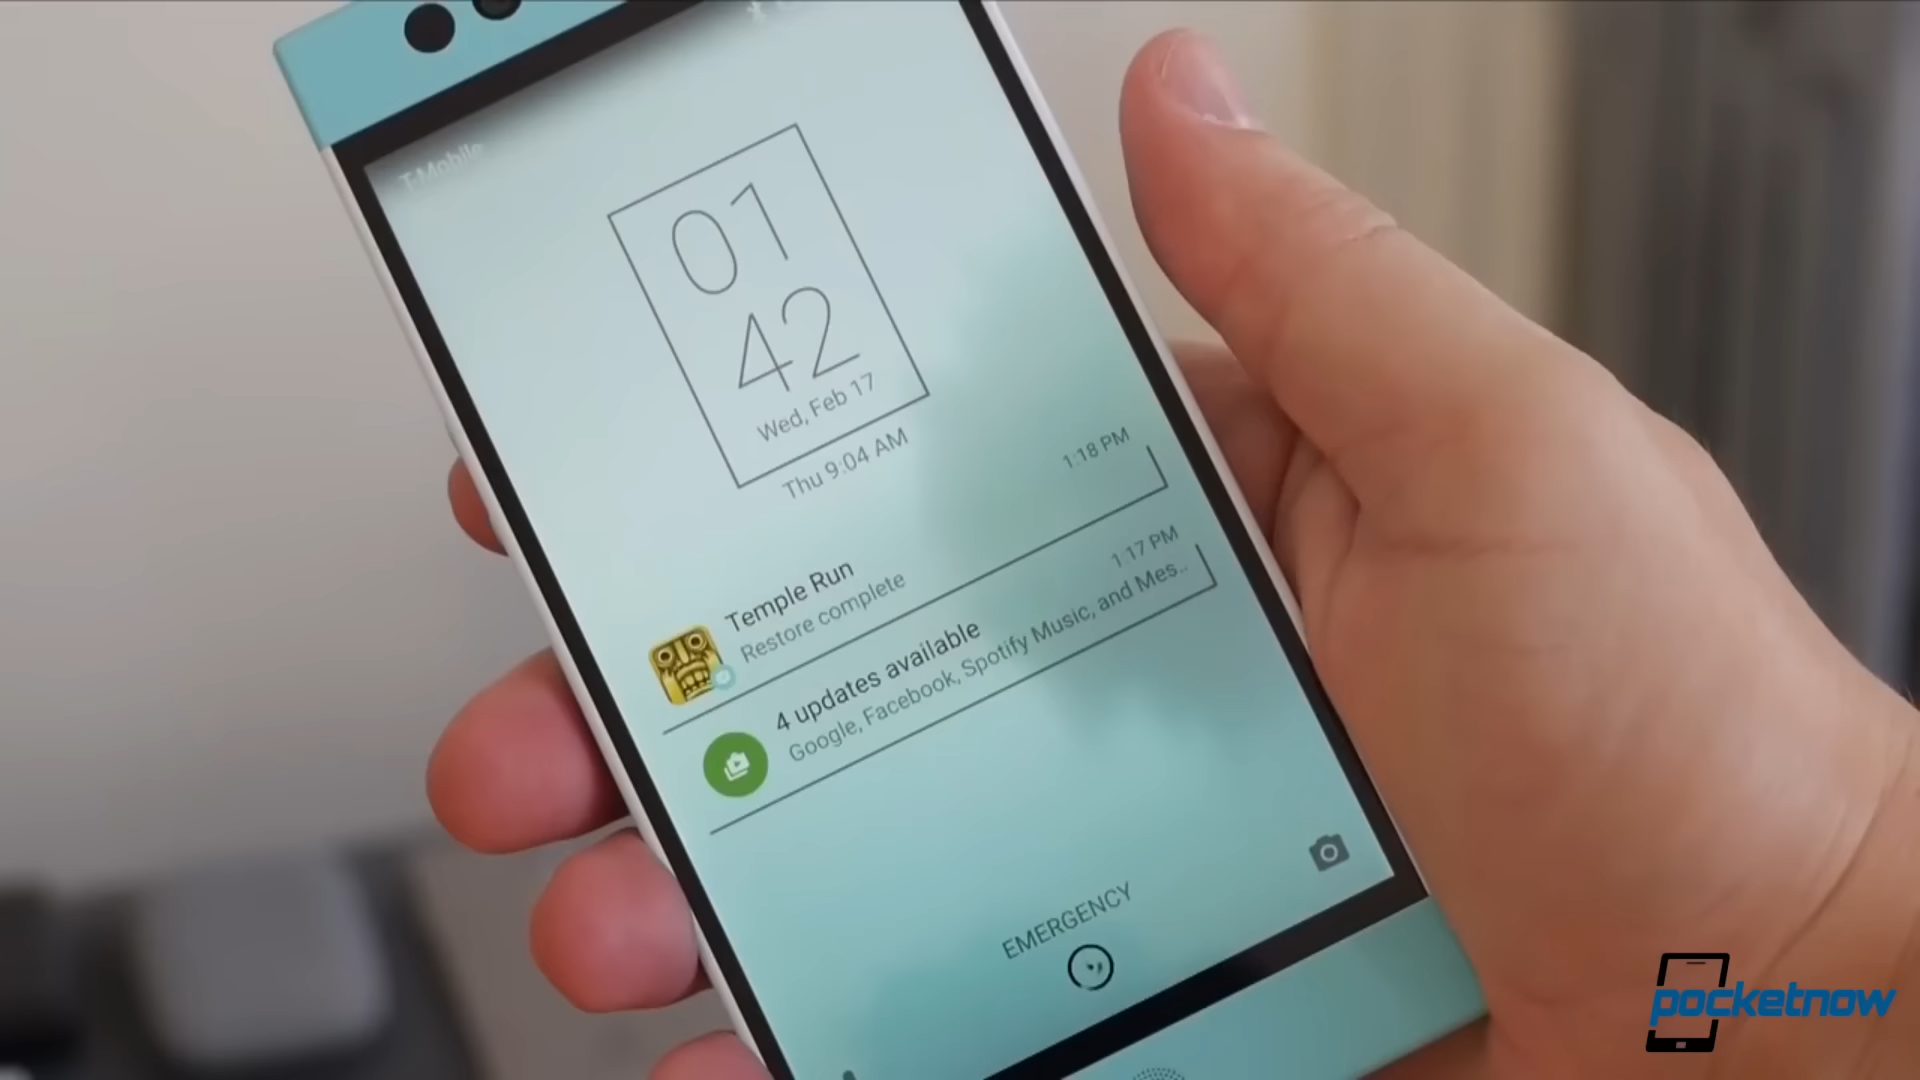 T-Mobile
01
42
Wed, Feb 17
Thu 9:04 AM
1:18 PM
Temple Run
Restore complete
1:17 PM
4 updates available
Google, Facebook, Spotify Music, and Mes..
EMERGENCY
pocketnow